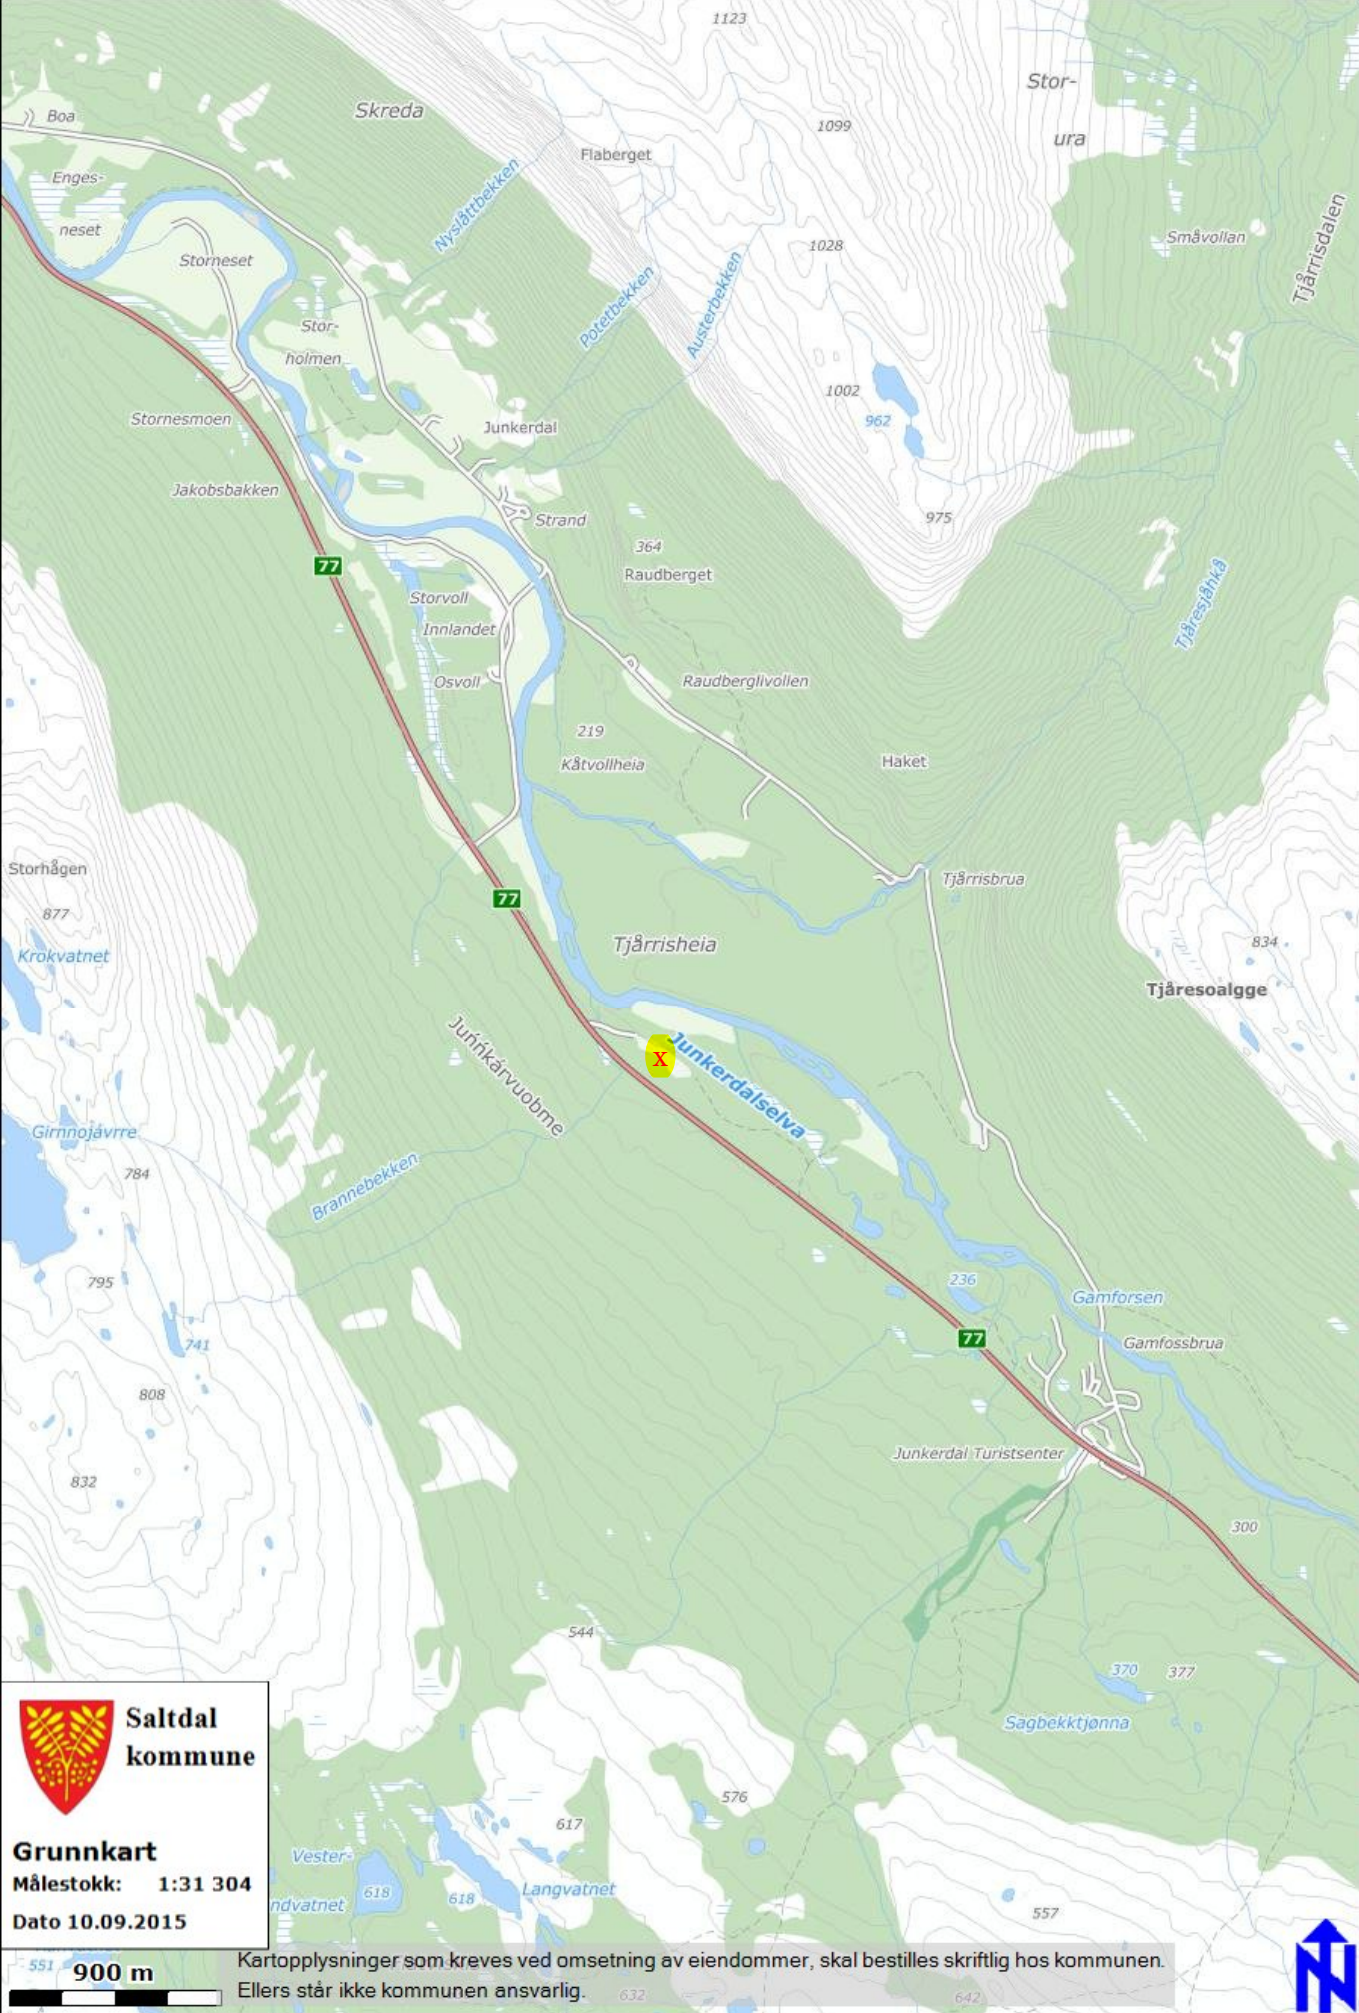 1123
Stor-
ura
Skreda
Boa
1099
Flaberget
Enges-
neset
Nyslåttbekken
Tjårrisdalen
Småvollan
1028
Storneset
Potetbekken
Austerbekken
Stor-
holmen
1002
962
Stornesmoen
Junkerdal
Jakobsbakken
975
Strand
364
Raudberget
77
Storvoll
Tjåresjåhkå
Innlandet
Osvoll
Raudberglivollen
219
Kåtvollheia
Haket
Storhågen
877
Tjårrisbrua
77
Krokvatnet
Tjårrisheia
834
Tjåresoalgge
Juńńkárvuobme
x
Junkerdalselva
Girnnojávrre
784
Brannebekken
795
236
Gamforsen
741
77
Gamfossbrua
808
Junkerdal Turistsenter
832
300
544
370
377
Sagbekktjønna
Saltdal
kommune
576
617
Grunnkart
Målestokk: 1:31 304
Dato 10.09.2015
Vester-
ndvatnet
618
618
Langvatnet
557
551
900 m
Kartopplysninger som kreves ved omsetning av eiendommer, skal bestilles skriftlig hos kommunen.
Ellers står ikke kommunen ansvarlig.
632
642
N